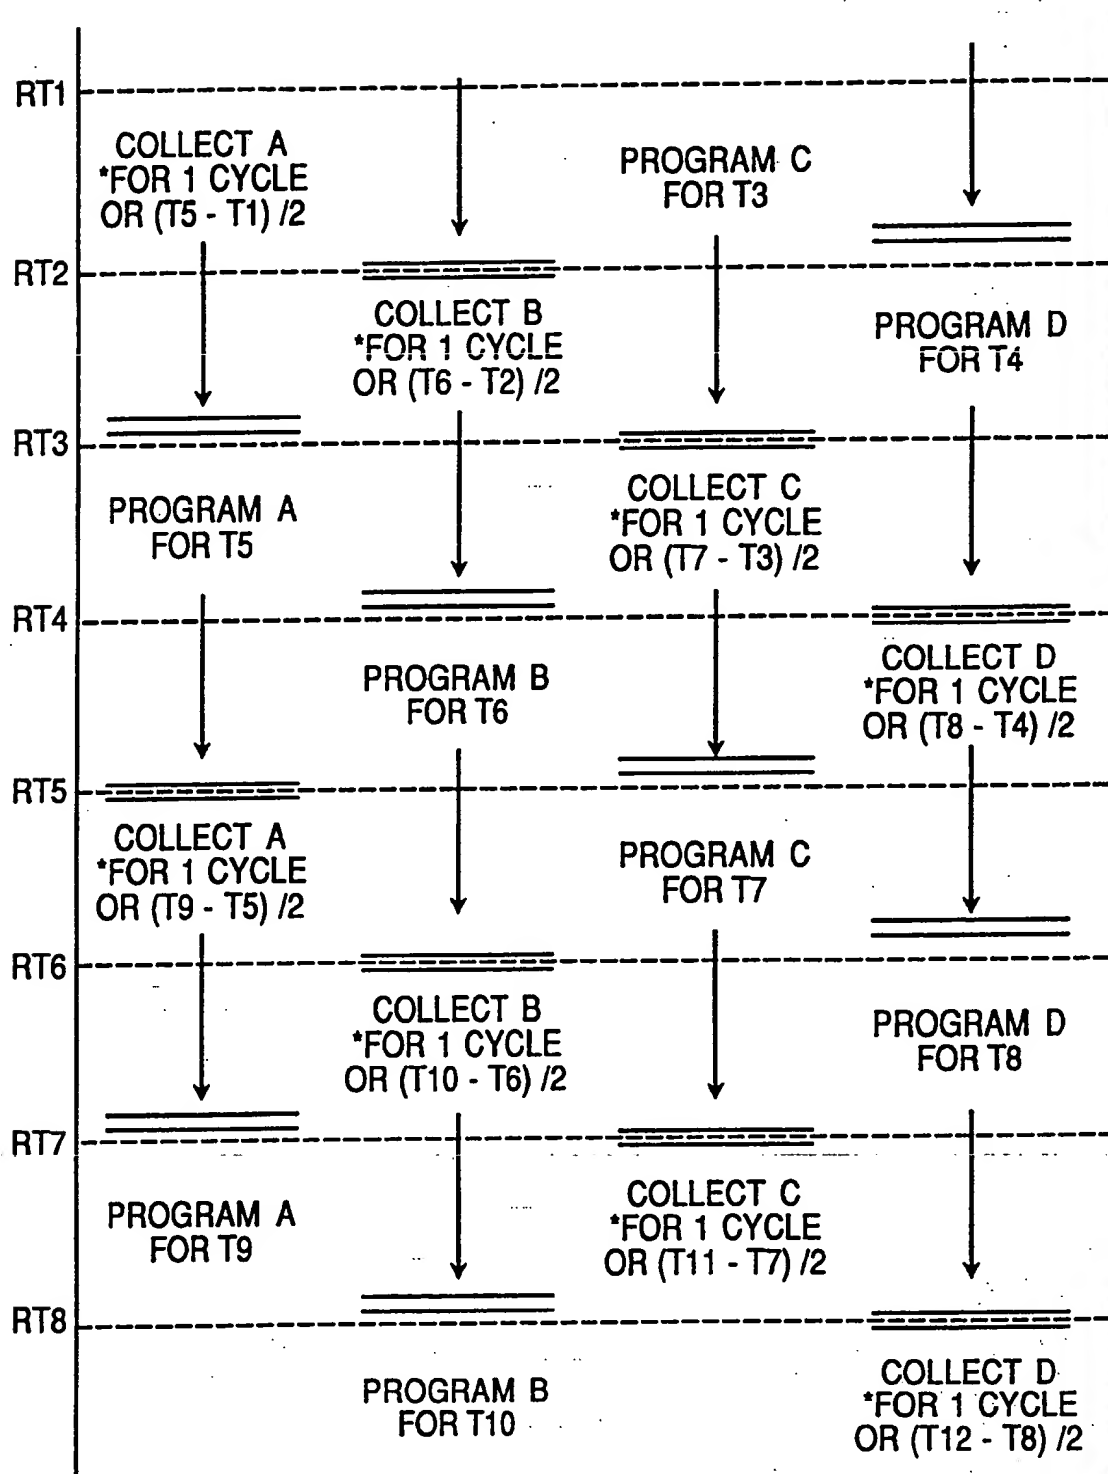 RT1
COLLECT A
*FOR 1 CYCLE
OR (T5 - T1) /2
PROGRAM C
FOR T3
RT2
COLLECT B
*FOR 1 CYCLE
OR (T6 - T2) /2
PROGRAM D
FOR T4
RT3
PROGRAM A
FOR T5
COLLECT C
*FOR 1 CYCLE
OR (T7 - T3) /2
RT4
PROGRAM B
FOR T6
COLLECT D
*FOR 1 CYCLE
OR (T8 - T4) /2
RT5
COLLECT A
*FOR 1 CYCLE
OR (T9 - T5) /2
PROGRAM C
FOR T7
RT6
COLLECT B
*FOR 1 CYCLE
OR (T10 - T6) /2
PROGRAM D
FOR T8
RT7
PROGRAM A
FOR T9
COLLECT C
*FOR 1 CYCLE
OR (T11 - T7) /2
RT8
PROGRAM B
FOR T10
COLLECT D
*FOR 1 CYCLE
OR (T12 - T8) /2